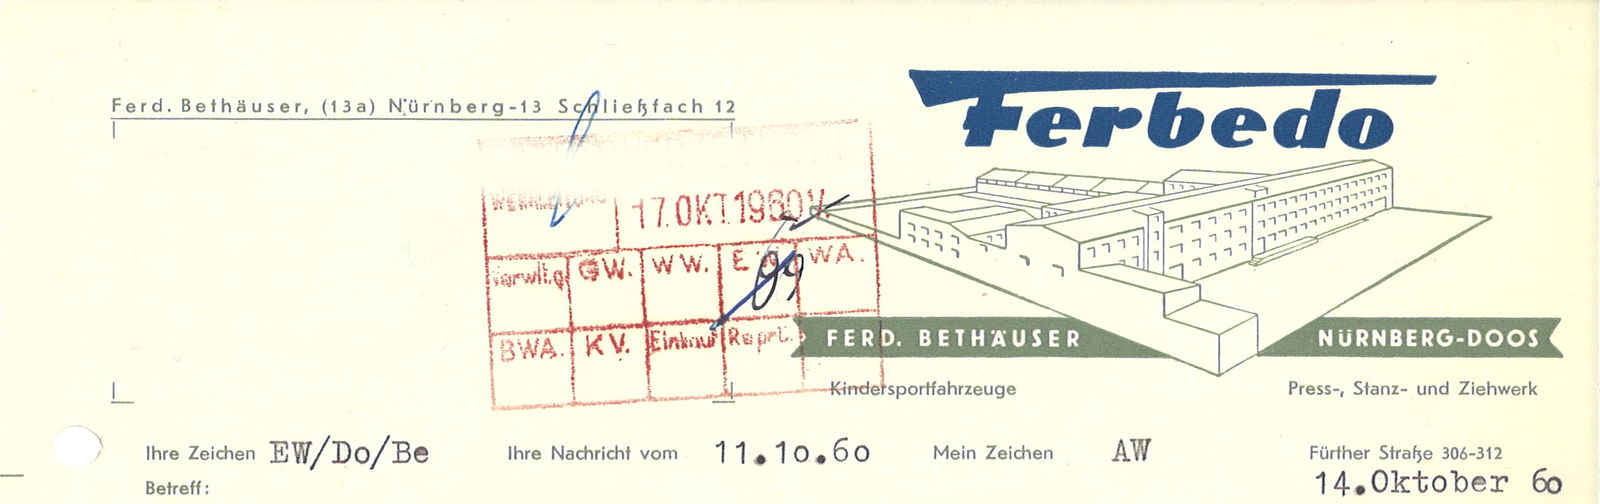 Ferd. Bethäuser, (13a) Nürnberg-13 Schließfach 12
Ferbedo
17. OKT. 1960
GW. WW. WA.
BWA. KV. Einkauf Reprt.
FERD. BETHÄUSER
NÜRNBERG-DOOS
Kindersportfahrzeuge
Press-, Stanz- und Ziehwerk
Ihre Zeichen EW/Do/Be Ihre Nachricht vom 11.10.60 Mein Zeichen AW Fürther Straße 306-312
Betreff: 14.Oktober 60